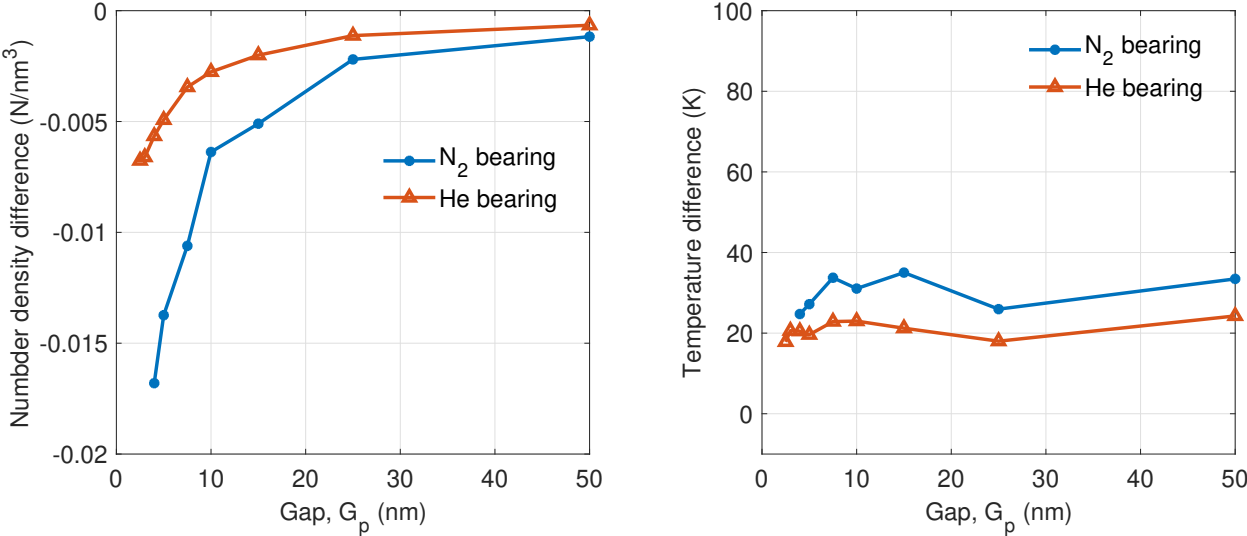 Numbder density difference (N/nm³)
0
-0.005
-0.01
-0.015
-0.02
N₂ bearing
He bearing
0 10 20 30 40 50
Gap, Gₚ (nm)
Temperature difference (K)
100
80
60
40
20
0
N₂ bearing
He bearing
0 10 20 30 40 50
Gap, Gₚ (nm)